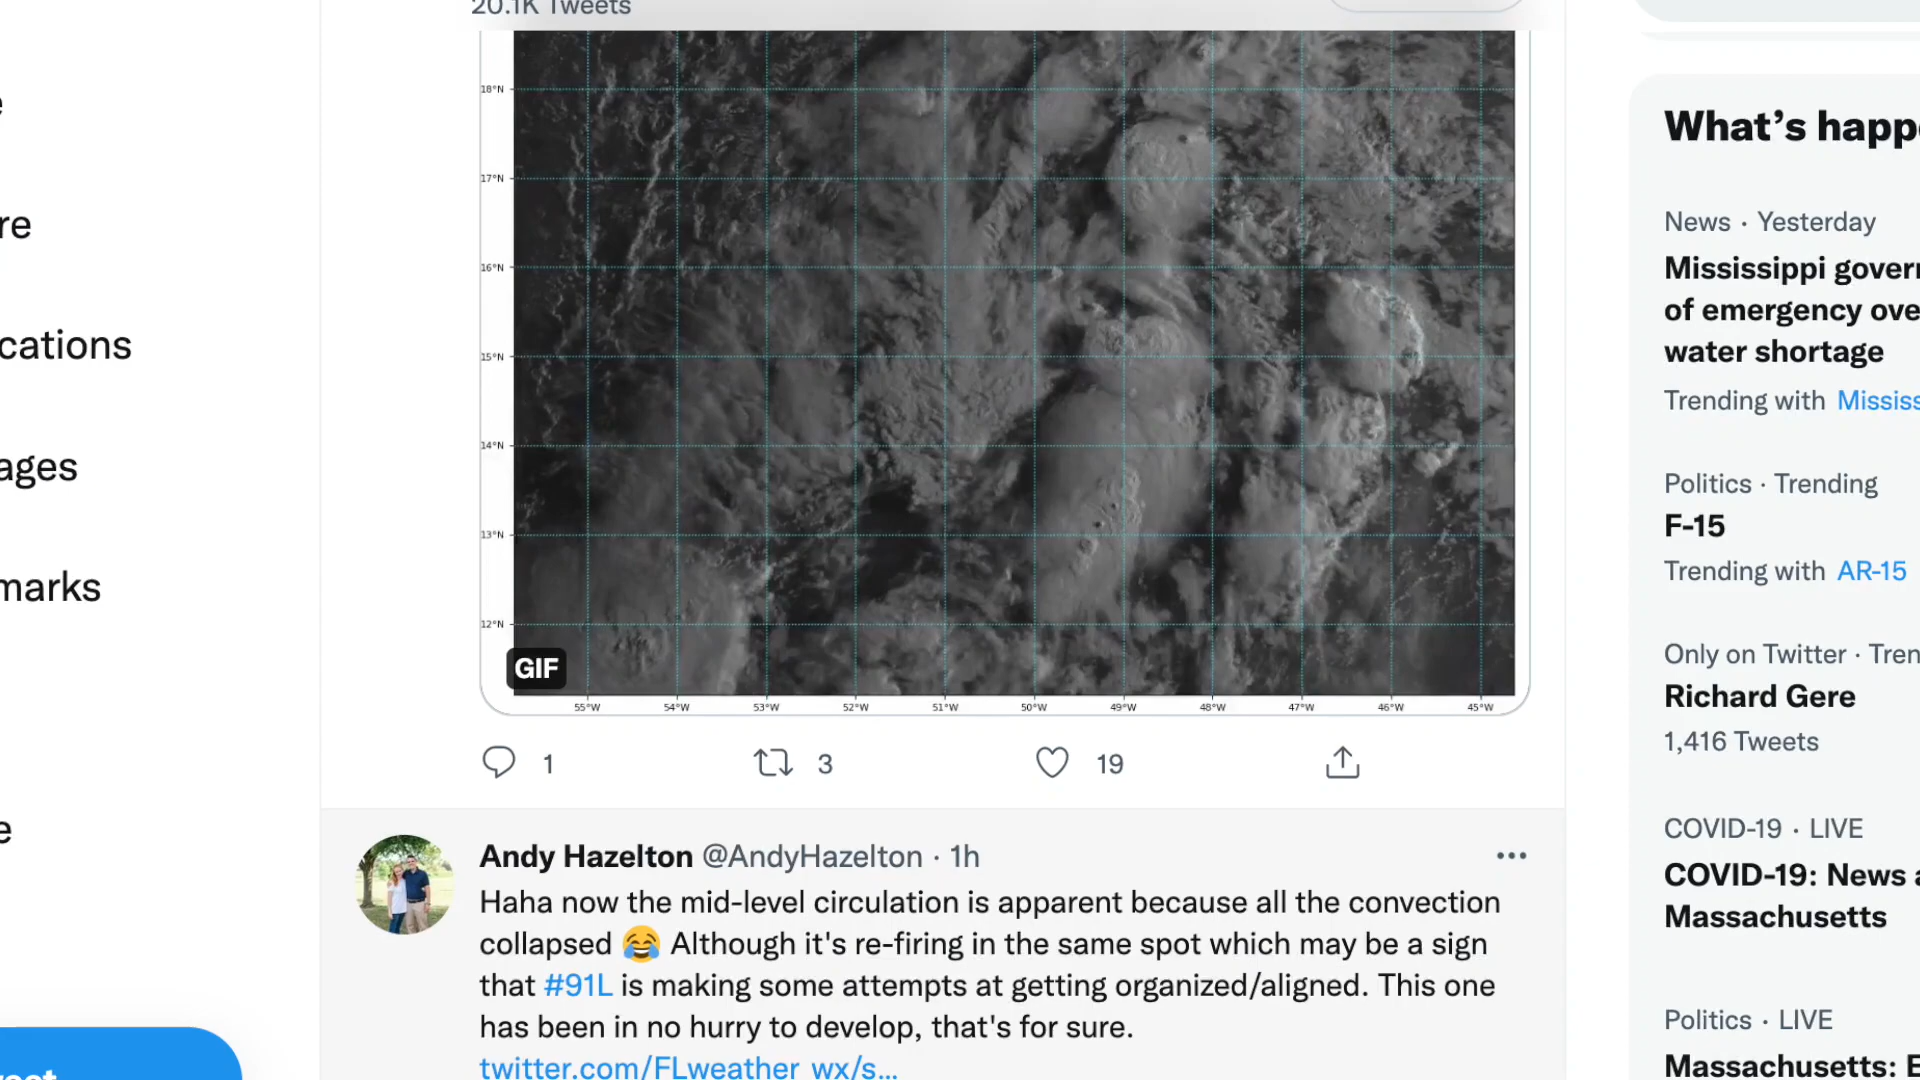 20.1K Tweets
18°N
17°N
16°N
15°N
14°N
13°N
12°N
GIF
55°W 54°W 53°W 52°W 51°W 50°W 49°W 48°W 47°W 46°W 45°W
1 3 19
Andy Hazelton @AndyHazelton · 1h
Haha now the mid-level circulation is apparent because all the convection
collapsed 😂 Although it's re-firing in the same spot which may be a sign
that #91L is making some attempts at getting organized/aligned. This one
has been in no hurry to develop, that's for sure.
twitter.com/FLweather_wx/s...
e
re
cations
ages
marks
e
What's happ
News · Yesterday
Mississippi gover
of emergency ove
water shortage
Trending with Missis
Politics · Trending
F-15
Trending with AR-15
Only on Twitter · Tren
Richard Gere
1,416 Tweets
COVID-19 · LIVE
COVID-19: News a
Massachusetts
Politics · LIVE
Massachusetts: E